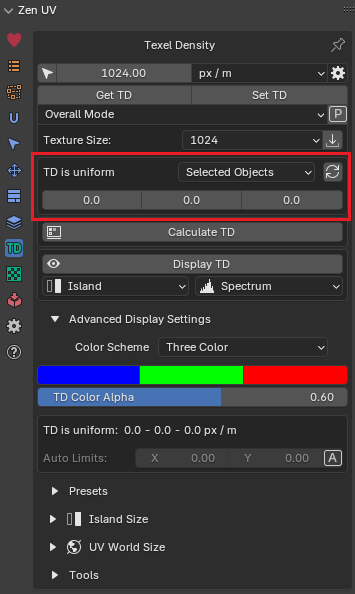 Zen UV
Texel Density
1024.00 px / m
Get TD Set TD
Overall Mode P
Texture Size: 1024
TD is uniform Selected Objects
0.0 0.0 0.0
Calculate TD
Display TD
Island Spectrum
Advanced Display Settings
Color Scheme Three Color
TD Color Alpha 0.60
TD is uniform: 0.0 - 0.0 - 0.0 px / m
Auto Limits: X 0.00 Y 0.00 A
Presets
Island Size
UV World Size
Tools
U
TD
?